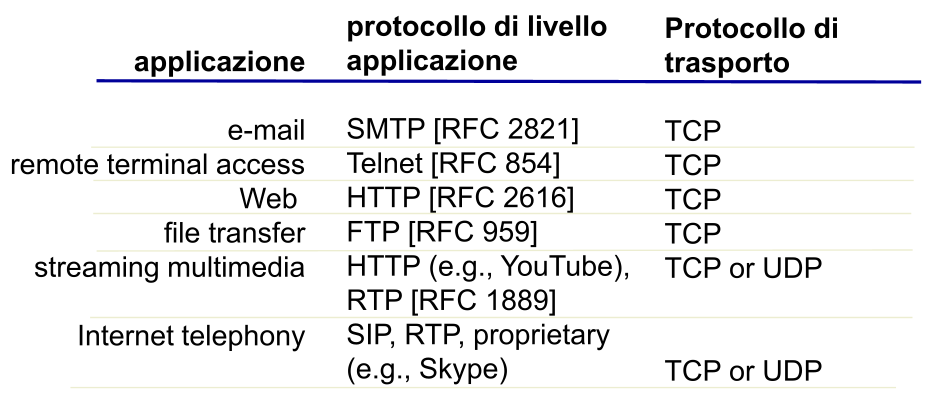 applicazione protocollo di livello applicazione Protocollo di trasporto
e-mail SMTP [RFC 2821] TCP
remote terminal access Telnet [RFC 854] TCP
Web HTTP [RFC 2616] TCP
file transfer FTP [RFC 959] TCP
streaming multimedia HTTP (e.g., YouTube), TCP or UDP
RTP [RFC 1889]
Internet telephony SIP, RTP, proprietary
(e.g., Skype) TCP or UDP